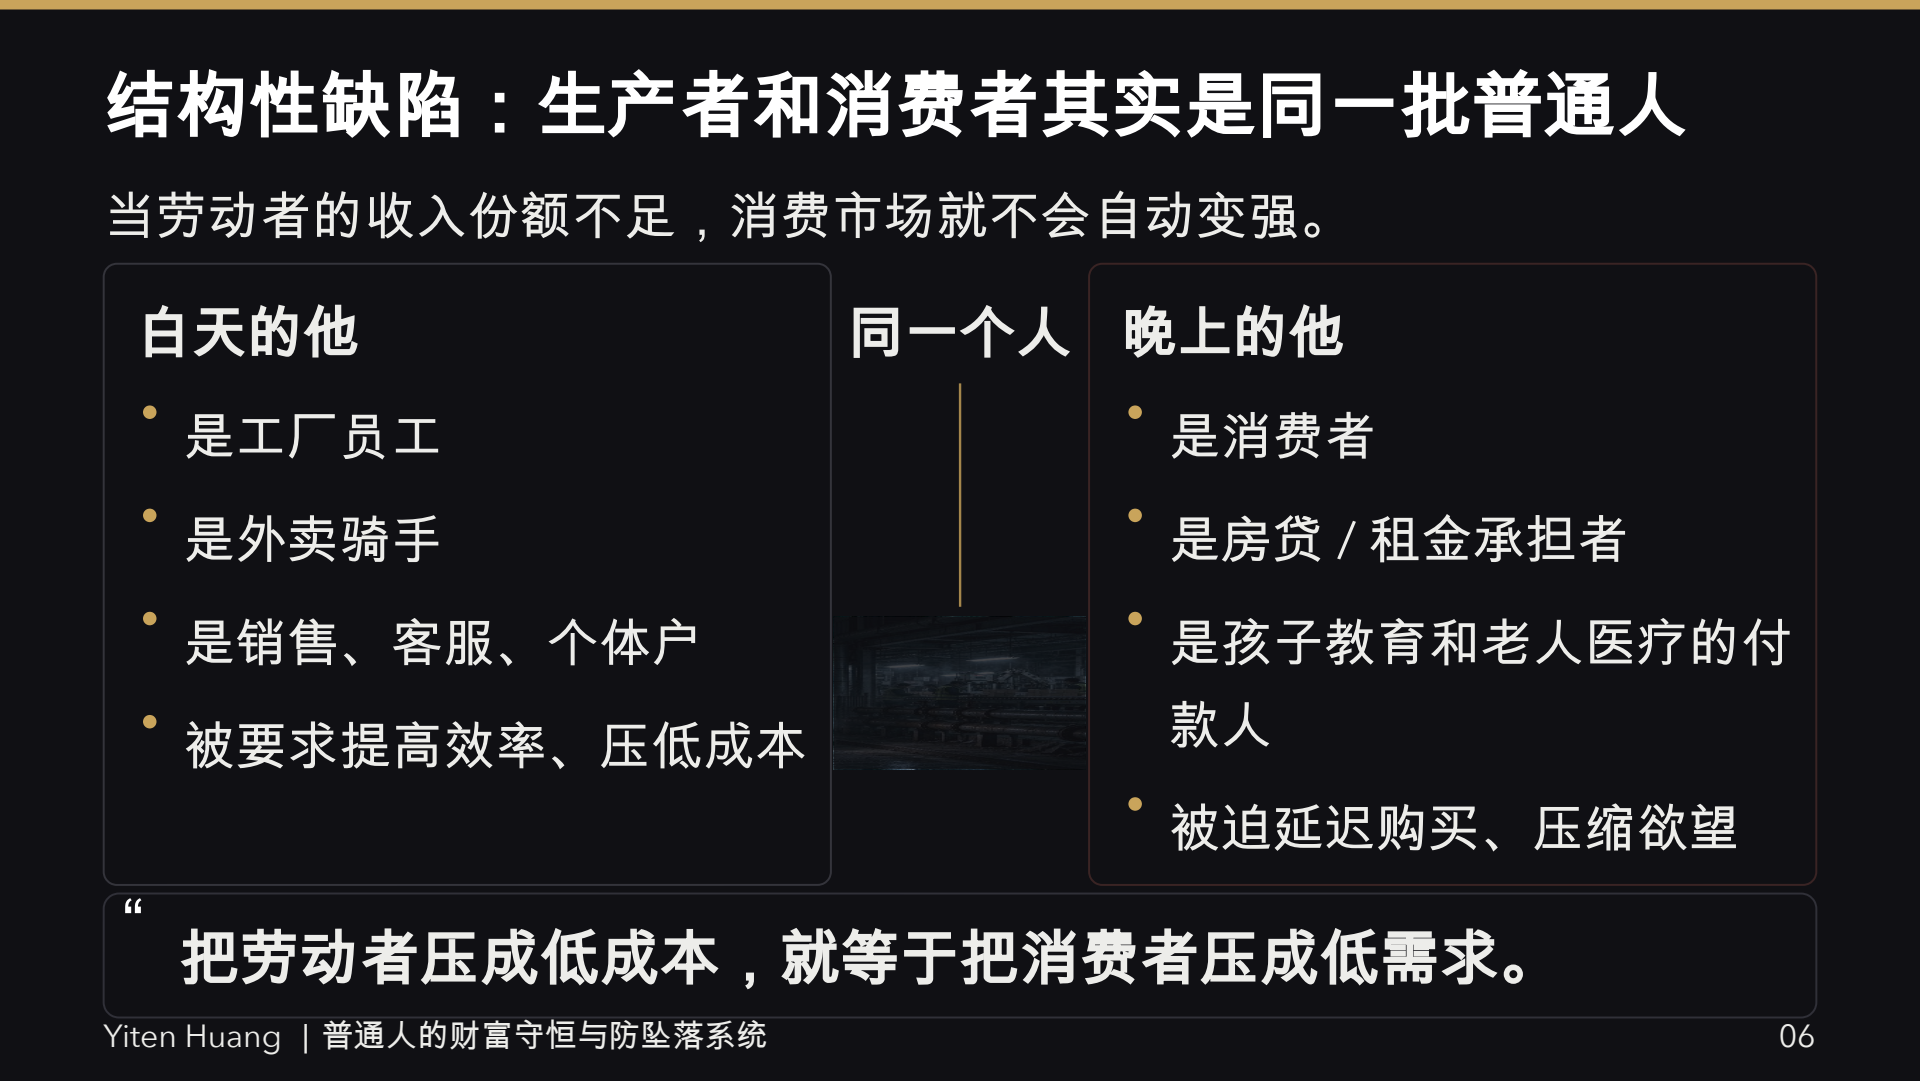 结构性缺陷：生产者和消费者其实是同一批普通人
当劳动者的收入份额不足，消费市场就不会自动变强。
白天的他
• 是工厂员工
• 是外卖骑手
• 是销售、客服、个体户
• 被要求提高效率、压低成本
同一个人
晚上的他
• 是消费者
• 是房贷 / 租金承担者
• 是孩子教育和老人医疗的付
款人
• 被迫延迟购买、压缩欲望
“
把劳动者压成低成本，就等于把消费者压成低需求。
Yiten Huang | 普通人的财富守恒与防坠落系统
06